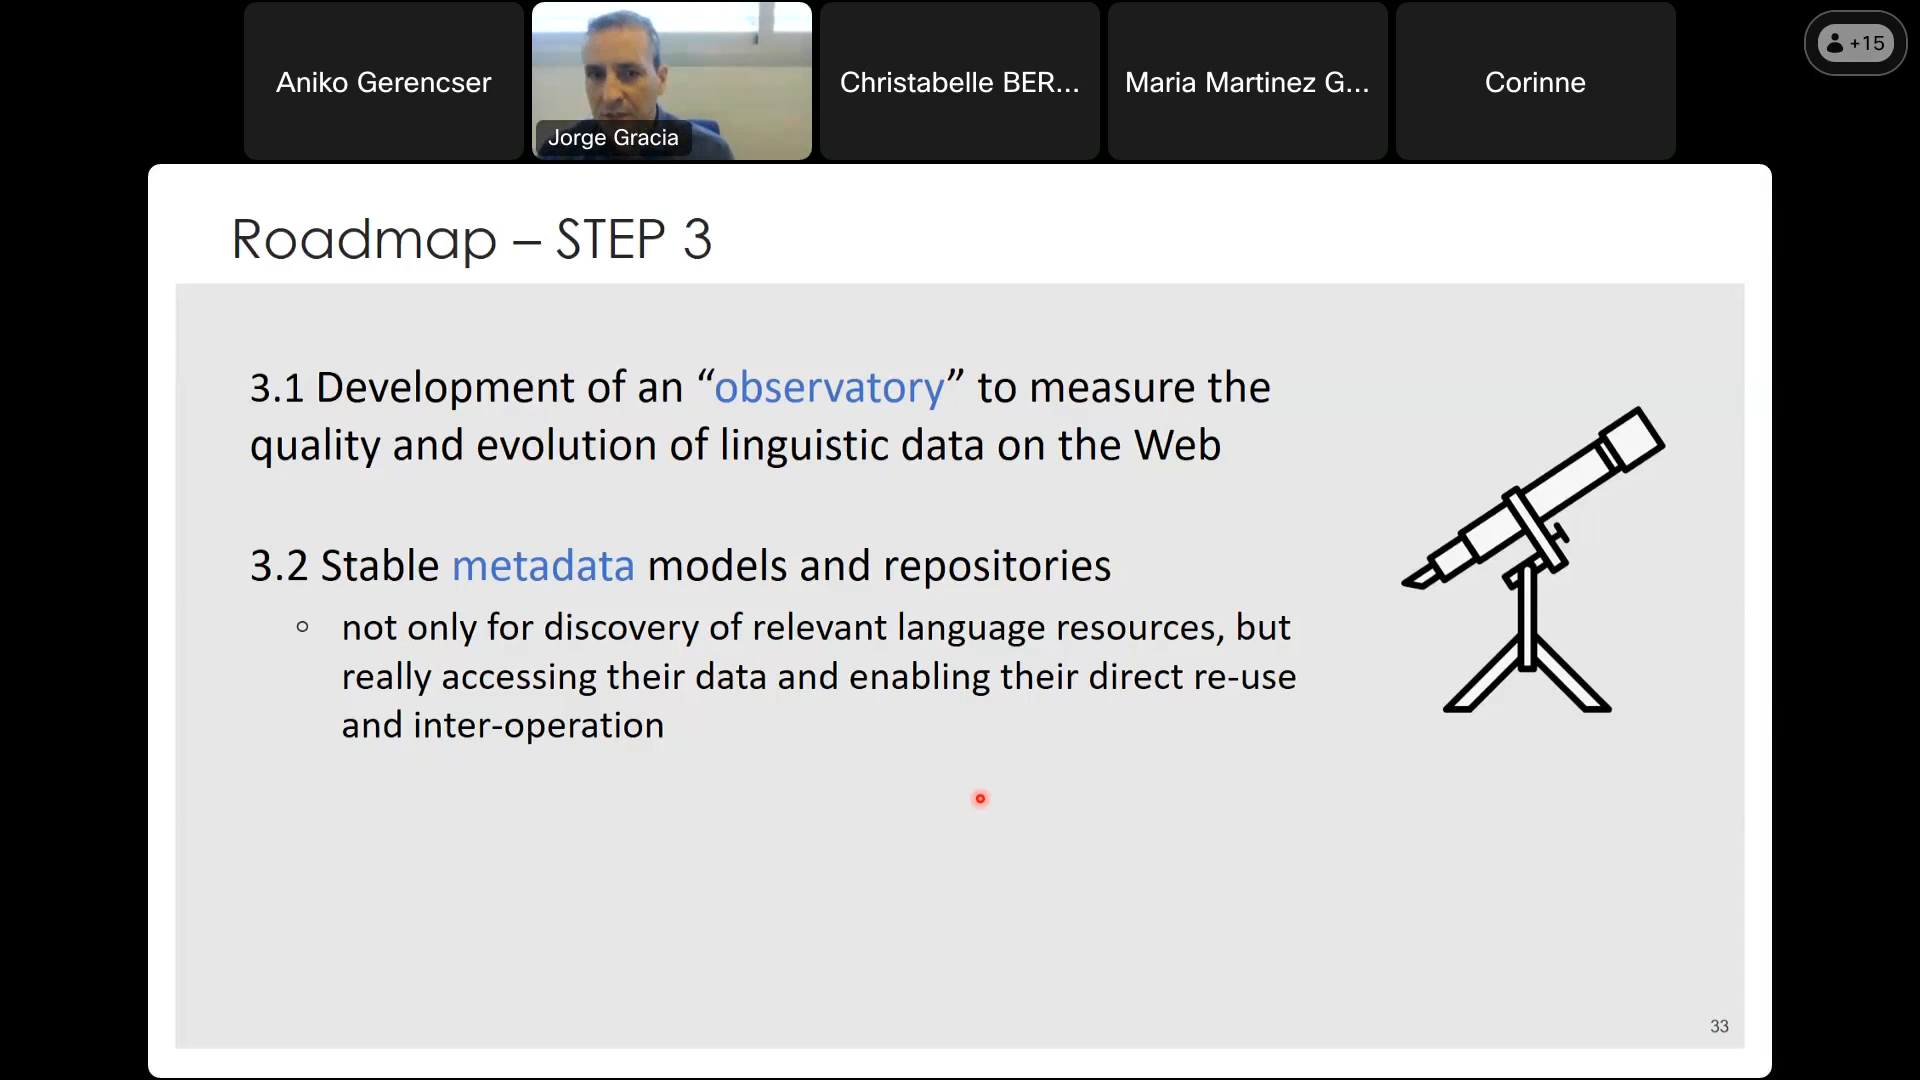 Aniko Gerencser
Jorge Gracia
Christabelle BER...
Maria Martinez G...
Corinne
+15
Roadmap – STEP 3
3.1 Development of an “observatory” to measure the
quality and evolution of linguistic data on the Web
3.2 Stable metadata models and repositories
◦ not only for discovery of relevant language resources, but
really accessing their data and enabling their direct re-use
and inter-operation
33